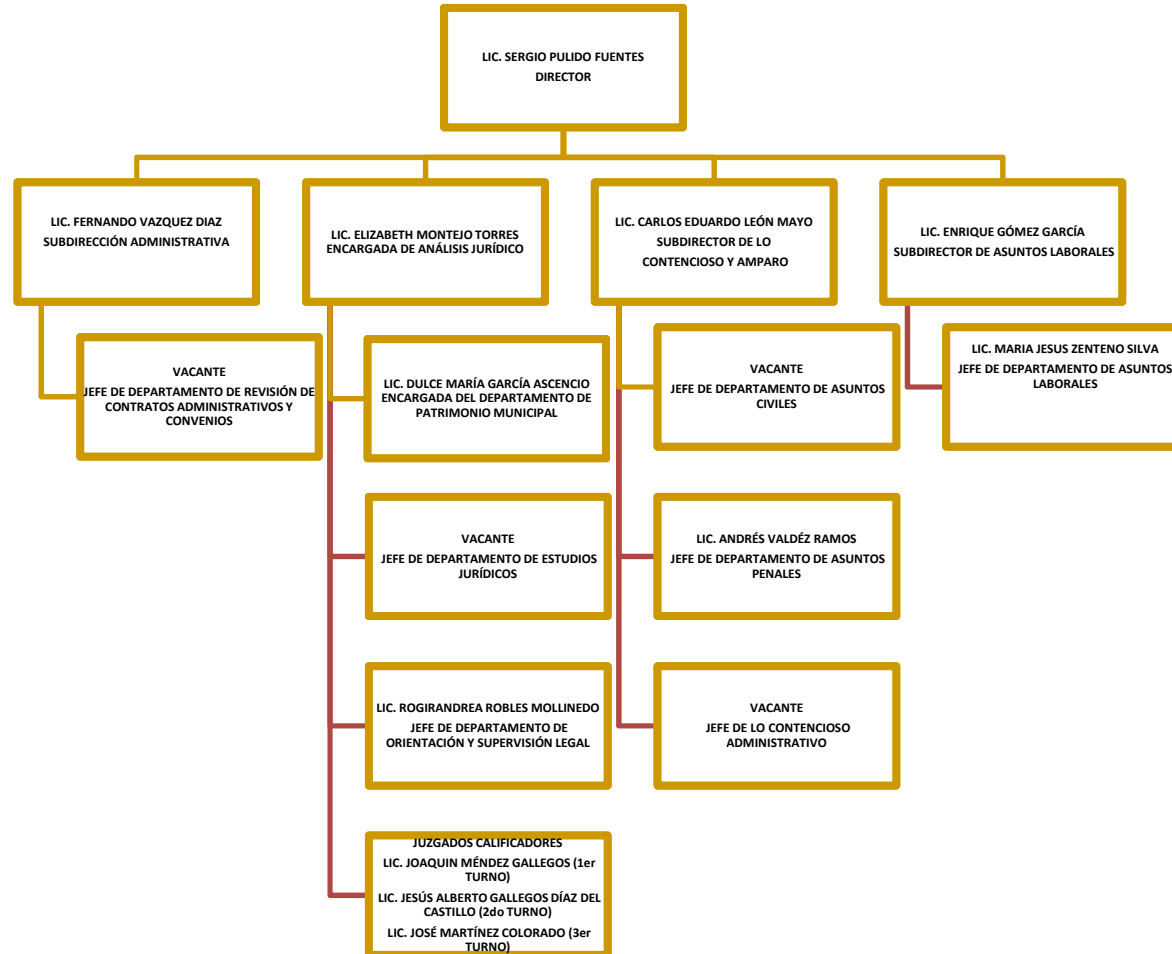 LIC. SERGIO PULIDO FUENTES
DIRECTOR
LIC. FERNANDO VAZQUEZ DIAZ
SUBDIRECCIÓN ADMINISTRATIVA
LIC. ELIZABETH MONTEJO TORRES
ENCARGADA DE ANÁLISIS JURÍDICO
LIC. CARLOS EDUARDO LEÓN MAYO
SUBDIRECTOR DE LO
CONTENCIOSO Y AMPARO
LIC. ENRIQUE GÓMEZ GARCÍA
SUBDIRECTOR DE ASUNTOS LABORALES
VACANTE
JEFE DE DEPARTAMENTO DE REVISIÓN DE
CONTRATOS ADMINISTRATIVOS Y
CONVENIOS
LIC. DULCE MARÍA GARCÍA ASCENCIO
ENCARGADA DEL DEPARTAMENTO DE
PATRIMONIO MUNICIPAL
VACANTE
JEFE DE DEPARTAMENTO DE ASUNTOS
CIVILES
LIC. MARIA JESUS ZENTENO SILVA
JEFE DE DEPARTAMENTO DE ASUNTOS
LABORALES
VACANTE
JEFE DE DEPARTAMENTO DE ESTUDIOS
JURÍDICOS
LIC. ANDRÉS VALDÉZ RAMOS
JEFE DE DEPARTAMENTO DE ASUNTOS
PENALES
LIC. ROGIRANDREA ROBLES MOLLINEDO
JEFE DE DEPARTAMENTO DE
ORIENTACIÓN Y SUPERVISIÓN LEGAL
VACANTE
JEFE DE LO CONTENCIOSO
ADMINISTRATIVO
JUZGADOS CALIFICADORES
LIC. JOAQUIN MÉNDEZ GALLEGOS (1er
TURNO)
LIC. JESÚS ALBERTO GALLEGOS DÍAZ DEL
CASTILLO (2do TURNO)
LIC. JOSÉ MARTÍNEZ COLORADO (3er
TURNO)